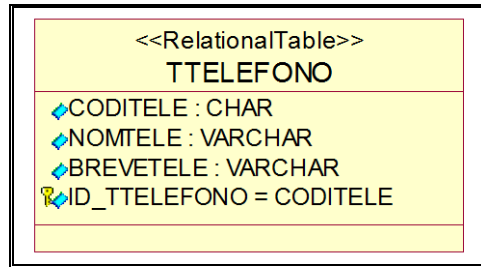 <<RelationalTable>>
TTELEFONO
CODITELE : CHAR
NOMTELE : VARCHAR
BREVETELE : VARCHAR
ID_TTELEFONO = CODITELE